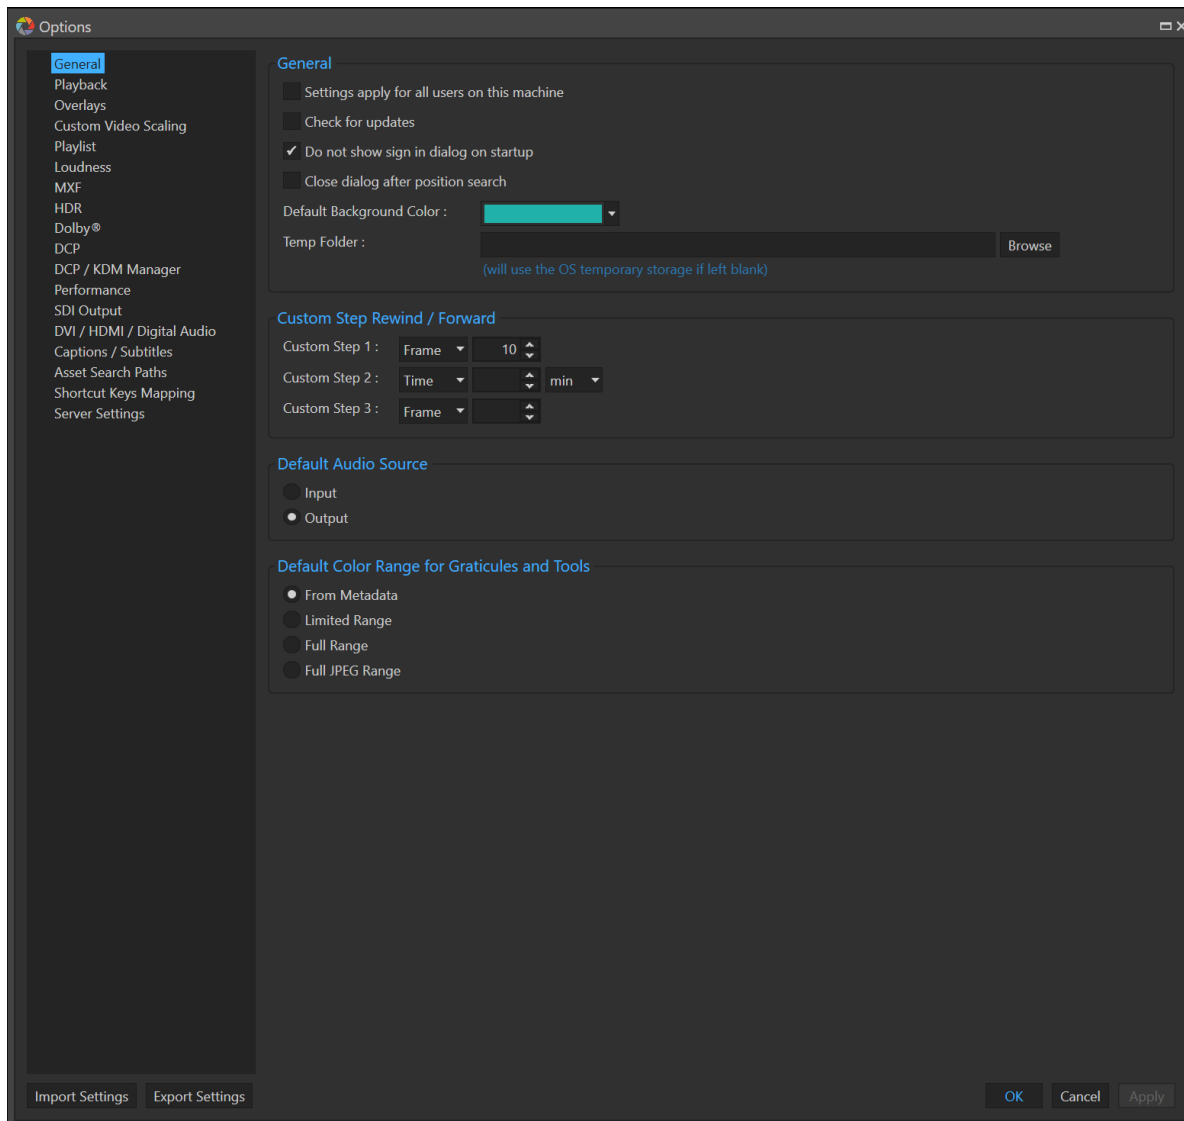 Options
General
Playback
Overlays
Custom Video Scaling
Playlist
Loudness
MXF
HDR
Dolby®
DCP
DCP / KDM Manager
Performance
SDI Output
DVI / HDMI / Digital Audio
Captions / Subtitles
Asset Search Paths
Shortcut Keys Mapping
Server Settings
General
Settings apply for all users on this machine
Check for updates
Do not show sign in dialog on startup
Close dialog after position search
Default Background Color :
Temp Folder : Browse
(will use the OS temporary storage if left blank)
Custom Step Rewind / Forward
Custom Step 1 : Frame 10
Custom Step 2 : Time min
Custom Step 3 : Frame
Default Audio Source
Input
Output
Default Color Range for Graticules and Tools
From Metadata
Limited Range
Full Range
Full JPEG Range
Import Settings Export Settings OK Cancel Apply